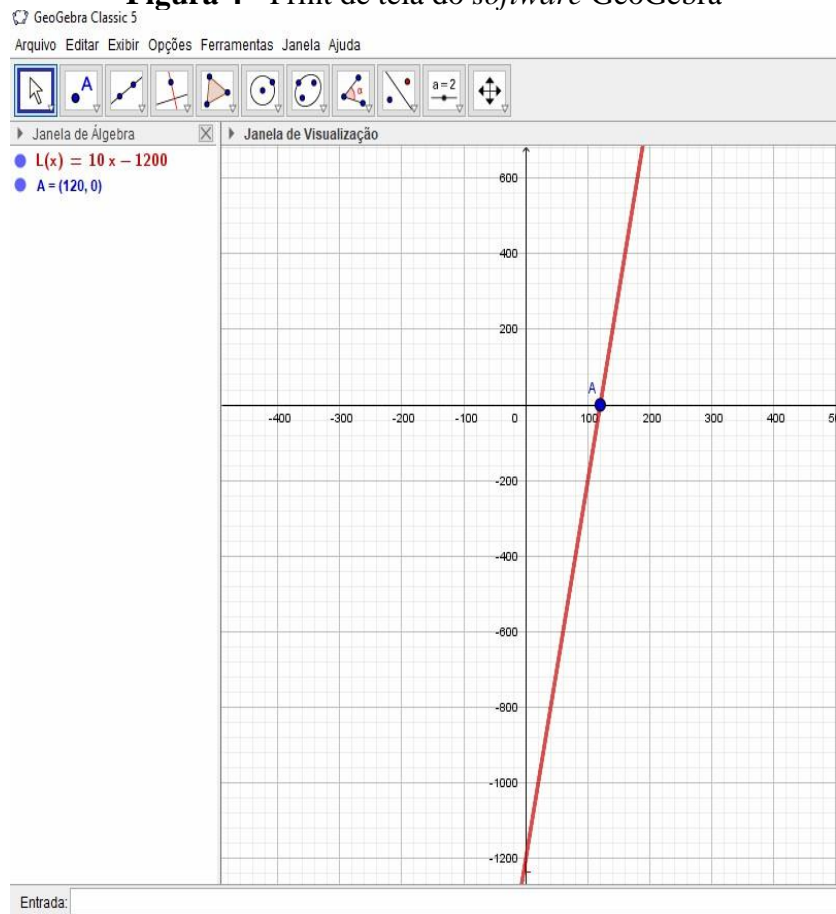 Figura 4 - Print de tela do software GeoGebra
GeoGebra Classic 5
Arquivo Editar Exibir Opções Ferramentas Janela Ajuda
A
α
a=2
Janela de Álgebra
Janela de Visualização
L(x) = 10 x − 1200
A = (120, 0)
600
400
200
A
-400 -300 -200 -100 0 100 200 300 400
-200
-400
-600
-800
-1000
-1200
Entrada: